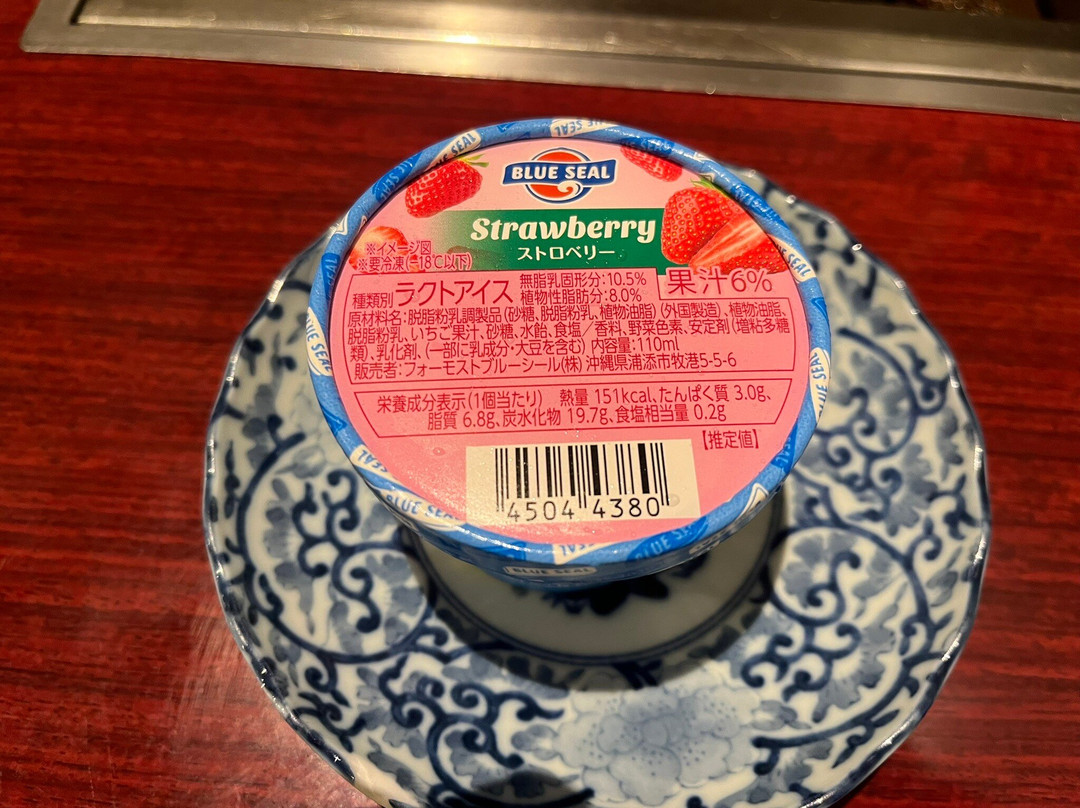 BLUE SEAL
Strawberry
ストロベリー
※イメージ図
※要冷凍(-18℃以下)
種類別 ラクトアイス
無脂乳固形分:10.5%
植物性脂肪分:8.0%
果汁6%
原材料名:脱脂粉乳調製品(砂糖、脱脂粉乳、植物油脂)(外国製造)、植物油脂、
脱脂粉乳、いちご果汁、砂糖、水飴、食塩/香料、野菜色素、安定剤(増粘多糖
類)、乳化剤、(一部に乳成分・大豆を含む) 内容量:110ml
販売者:フォーモストブルーシール(株) 沖縄県浦添市牧港5-5-6
栄養成分表示(1個当たり) 熱量 151kcal、たんぱく質 3.0g、
脂質 6.8g、炭水化物 19.7g、食塩相当量 0.2g
【推定値】
4504 4380
BLUE SEAL
BLUE SEAL
BLUE SEAL
BLUE SEAL